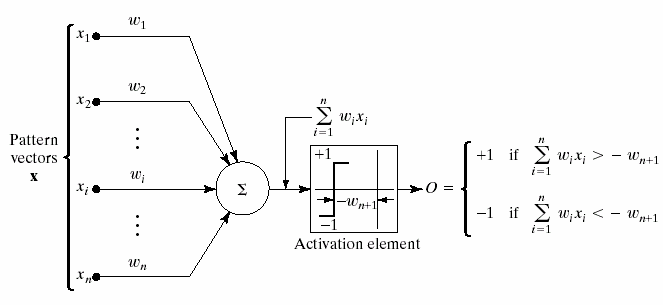 x₁ w₁
x₂ w₂
Pattern
vectors
x
xᵢ wᵢ
xₙ wₙ
Σ
n
Σ wᵢxᵢ
i=1
+1
−wₙ₊₁
−1
Activation element
O =
n
+1 if Σ wᵢxᵢ > − wₙ₊₁
i=1
n
−1 if Σ wᵢxᵢ < − wₙ₊₁
i=1